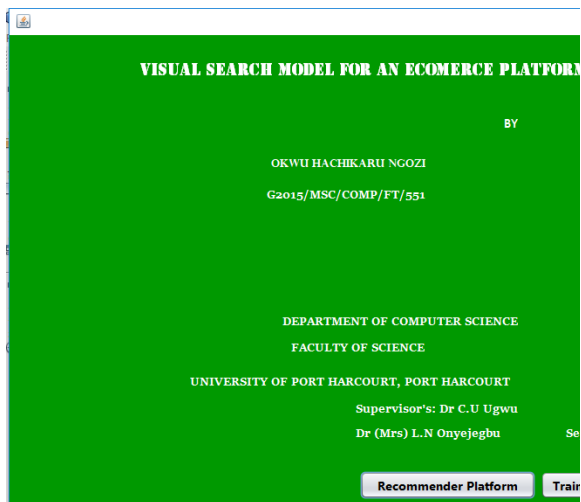 VISUAL SEARCH MODEL FOR AN ECOMERCE PLATFORM
BY
OKWU HACHIKARU NGOZI
G2015/MSC/COMP/FT/551
DEPARTMENT OF COMPUTER SCIENCE
FACULTY OF SCIENCE
UNIVERSITY OF PORT HARCOURT, PORT HARCOURT
Supervisor's: Dr C.U Ugwu
Dr (Mrs) L.N Onyejegbu
Recommender Platform